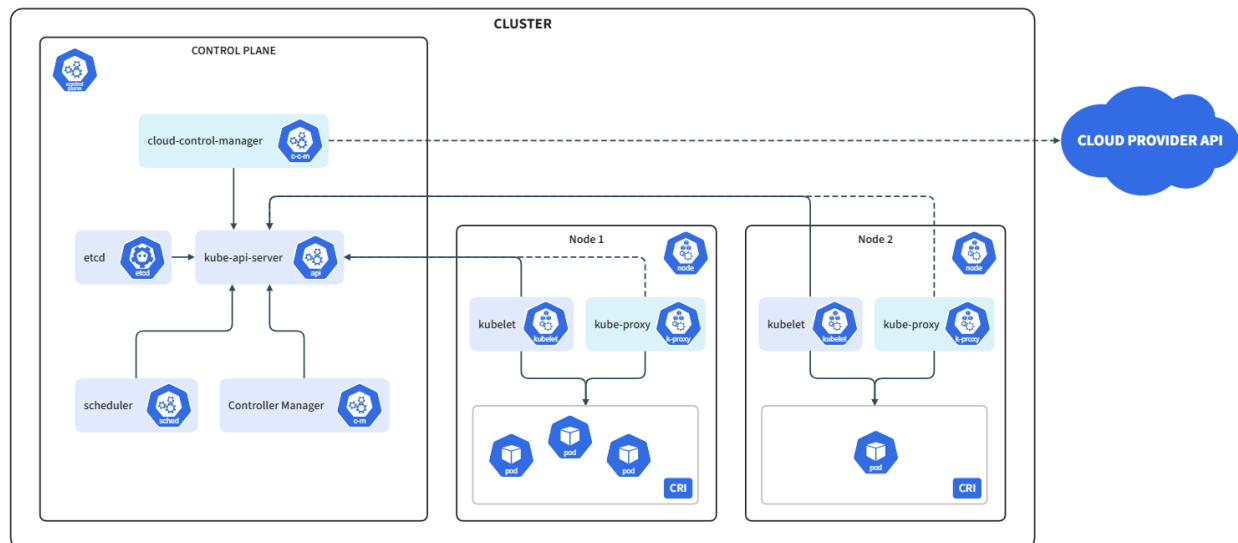 CLUSTER
CONTROL PLANE
control
plane
cloud-control-manager
c-c-m
CLOUD PROVIDER API
etcd
etcd
kube-api-server
api
Node 1
node
Node 2
node
kubelet
kubelet
kube-proxy
k-proxy
kubelet
kubelet
kube-proxy
k-proxy
scheduler
sched
Controller Manager
c-m
pod
pod
pod
CRI
pod
CRI